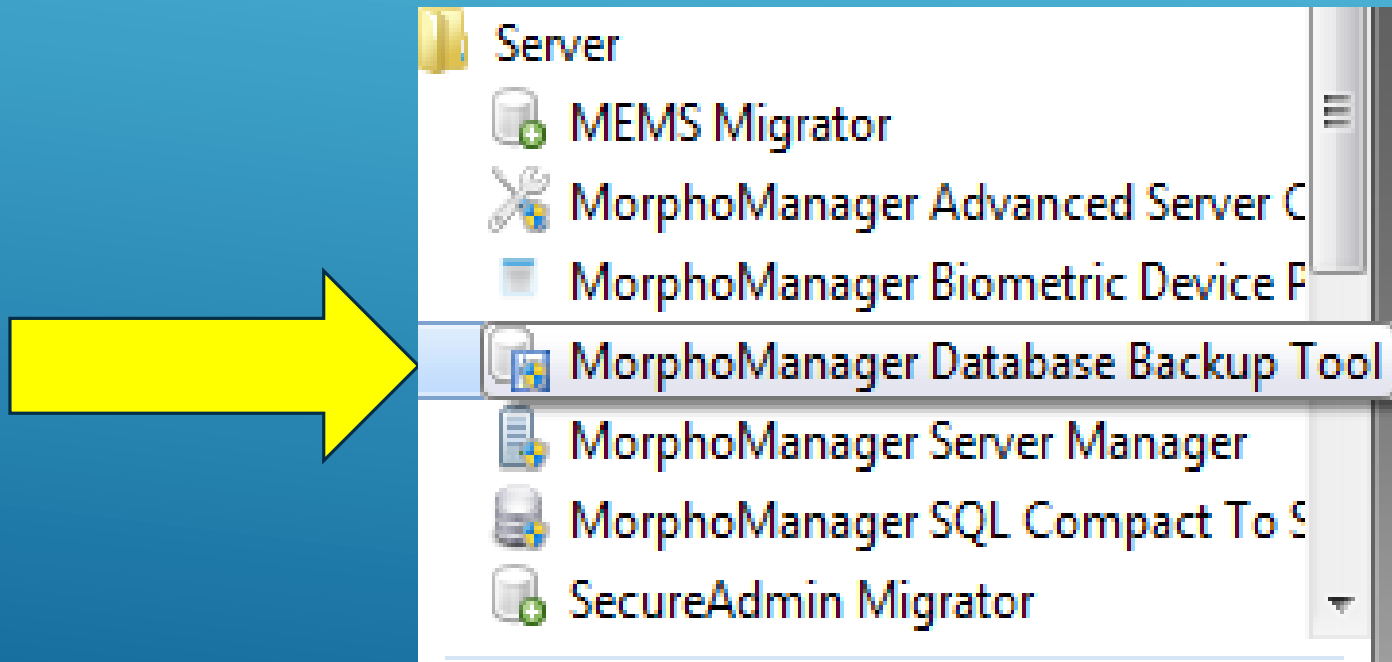 Server
MEMS Migrator
MorphoManager Advanced Server C
MorphoManager Biometric Device P
MorphoManager Database Backup Tool
MorphoManager Server Manager
MorphoManager SQL Compact To S
SecureAdmin Migrator